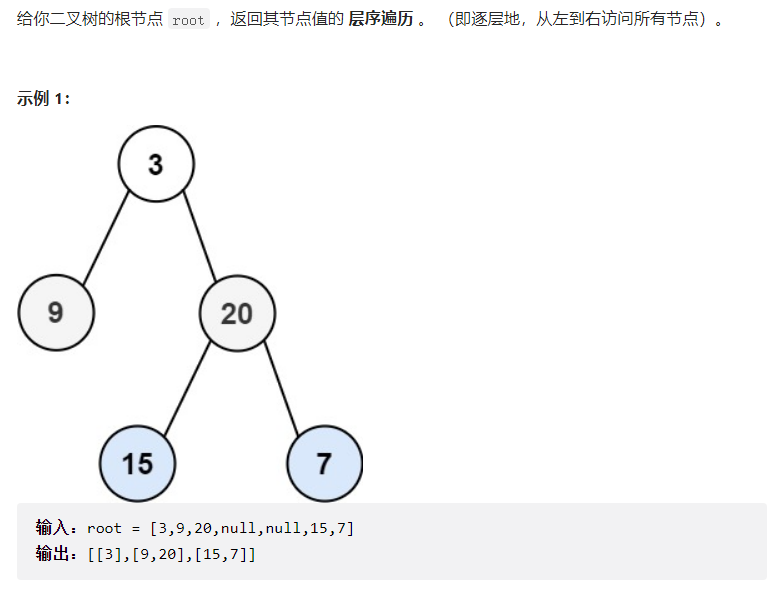 给你二叉树的根节点 root ，返回其节点值的 层序遍历 。 （即逐层地，从左到右访问所有节点）。
示例 1：
3
9
20
15
7
输入：root = [3,9,20,null,null,15,7]
输出：[[3],[9,20],[15,7]]